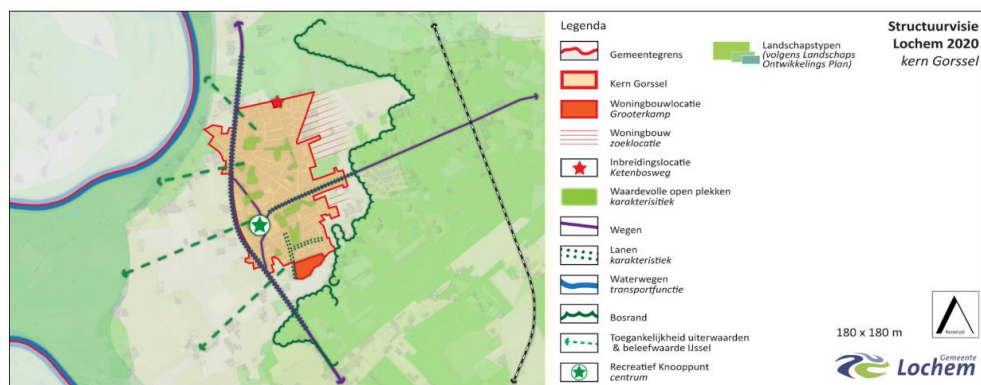 Legenda
Gemeentegrens
Kern Gorssel
Woningbouwlocatie
Grooterkamp
Woningbouw
zoeklocatie
Inbreidingslocatie
Ketenbosweg
Waardevolle open plekken
karakterisitiek
Wegen
Lanen
karakteristiek
Waterwegen
transportfunctie
Bosrand
Toegankelijkheid uiterwaarden
& beleefwaarde IJssel
Recreatief Knooppunt
centrum
Landschapstypen
(volgens Landschaps
Ontwikkelings Plan)
Structuurvisie
Lochem 2020
kern Gorssel
180 x 180 m
Gemeente
Lochem